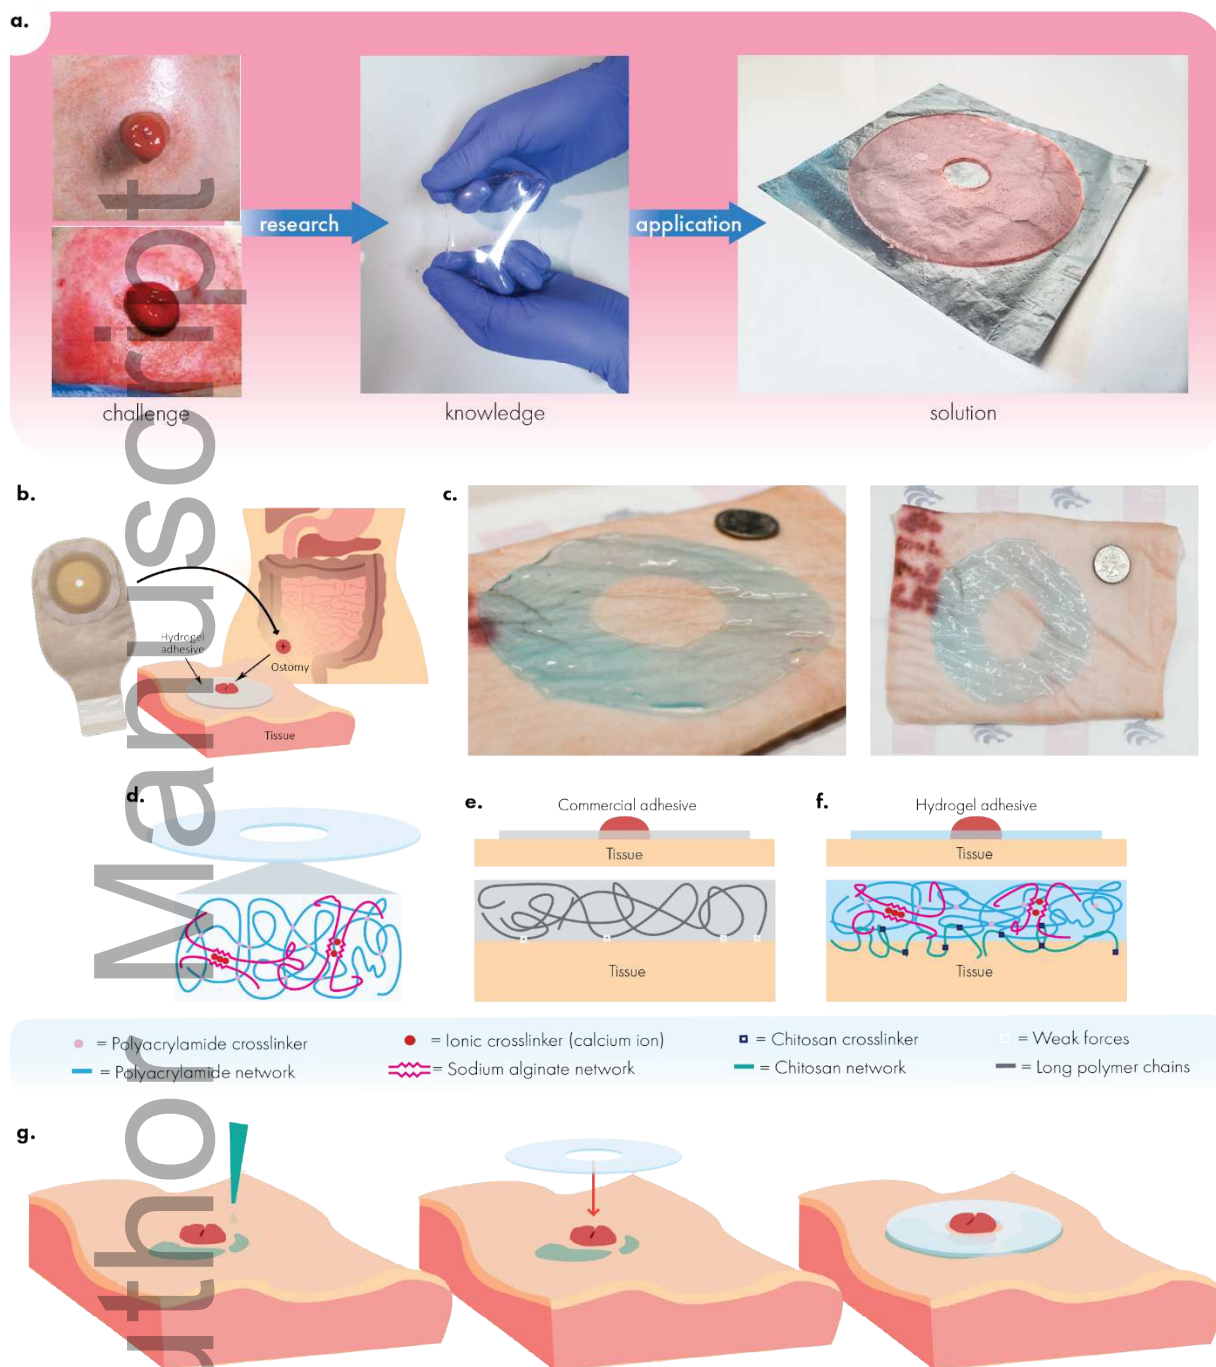 a.
research
application
challenge
knowledge
solution
b.
Hydrogel
adhesive
Ostomy
Tissue
c.
d.
e.
Commercial adhesive
Tissue
Tissue
f.
Hydrogel adhesive
Tissue
Tissue
= Polyacrylamide crosslinker
= Ionic crosslinker (calcium ion)
= Chitosan crosslinker
= Weak forces
= Polyacrylamide network
= Sodium alginate network
= Chitosan network
= Long polymer chains
g.
uthor Manuscript